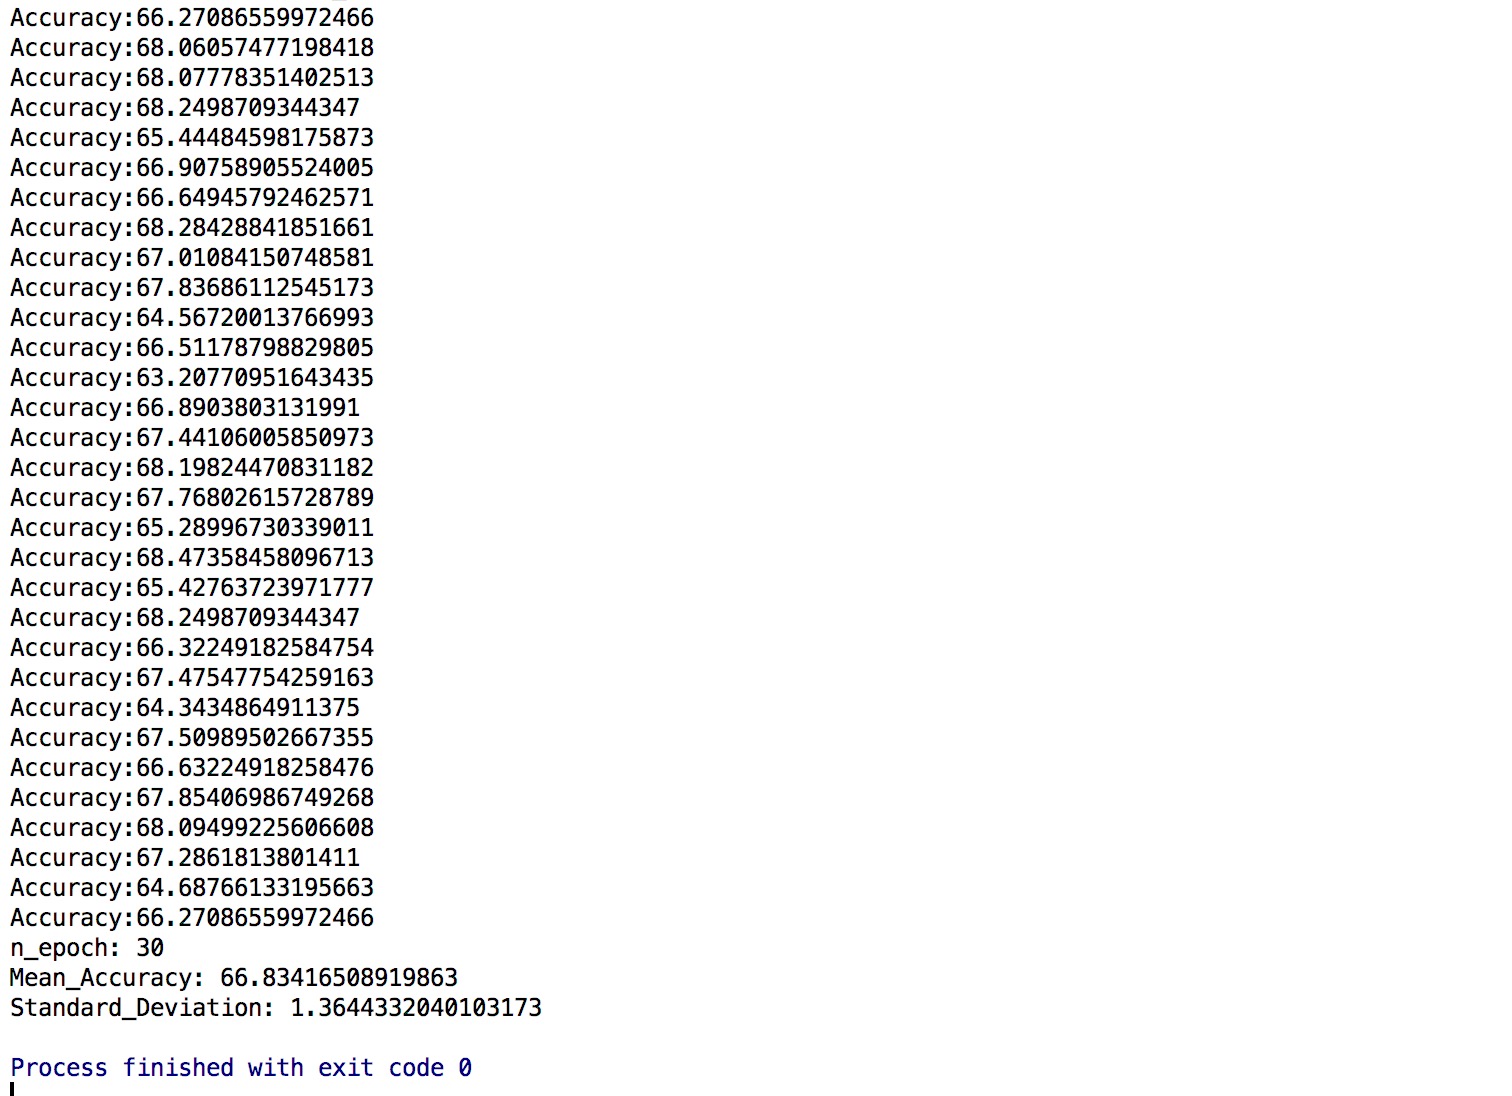 Accuracy:66.27086559972466
Accuracy:68.06057477198418
Accuracy:68.07778351402513
Accuracy:68.2498709344347
Accuracy:65.44484598175873
Accuracy:66.90758905524005
Accuracy:66.64945792462571
Accuracy:68.28428841851661
Accuracy:67.01084150748581
Accuracy:67.83686112545173
Accuracy:64.56720013766993
Accuracy:66.51178798829805
Accuracy:63.20770951643435
Accuracy:66.8903803131991
Accuracy:67.44106005850973
Accuracy:68.19824470831182
Accuracy:67.76802615728789
Accuracy:65.28996730339011
Accuracy:68.47358458096713
Accuracy:65.42763723971777
Accuracy:68.2498709344347
Accuracy:66.32249182584754
Accuracy:67.47547754259163
Accuracy:64.3434864911375
Accuracy:67.50989502667355
Accuracy:66.63224918258476
Accuracy:67.85406986749268
Accuracy:68.09499225606608
Accuracy:67.2861813801411
Accuracy:64.68766133195663
Accuracy:66.27086559972466
n_epoch: 30
Mean_Accuracy: 66.83416508919863
Standard_Deviation: 1.3644332040103173
Process finished with exit code 0